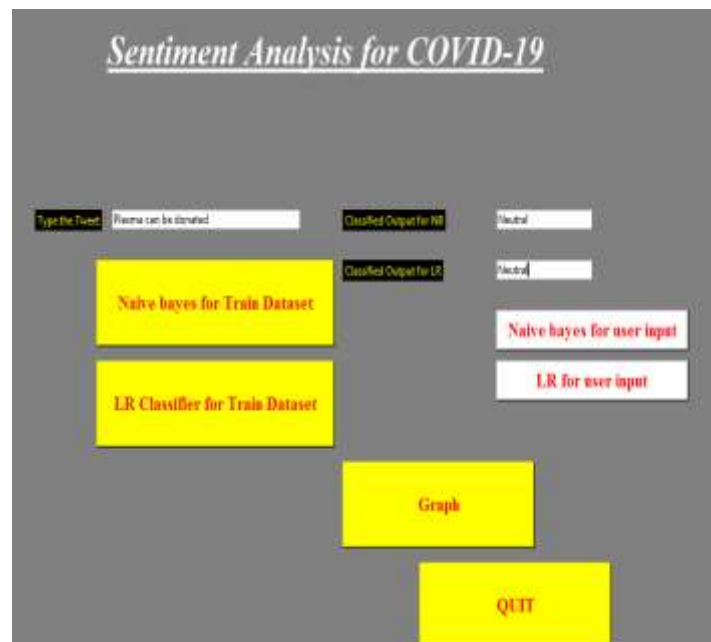 Sentiment Analysis for COVID-19
Type the Tweet: Plasma can be donated Classified Output for NB Neutral
Classified Output for LR Neutral
Naive bayes for Train Dataset
Naive bayes for user input
LR Classifier for Train Dataset
LR for user input
Graph
QUIT